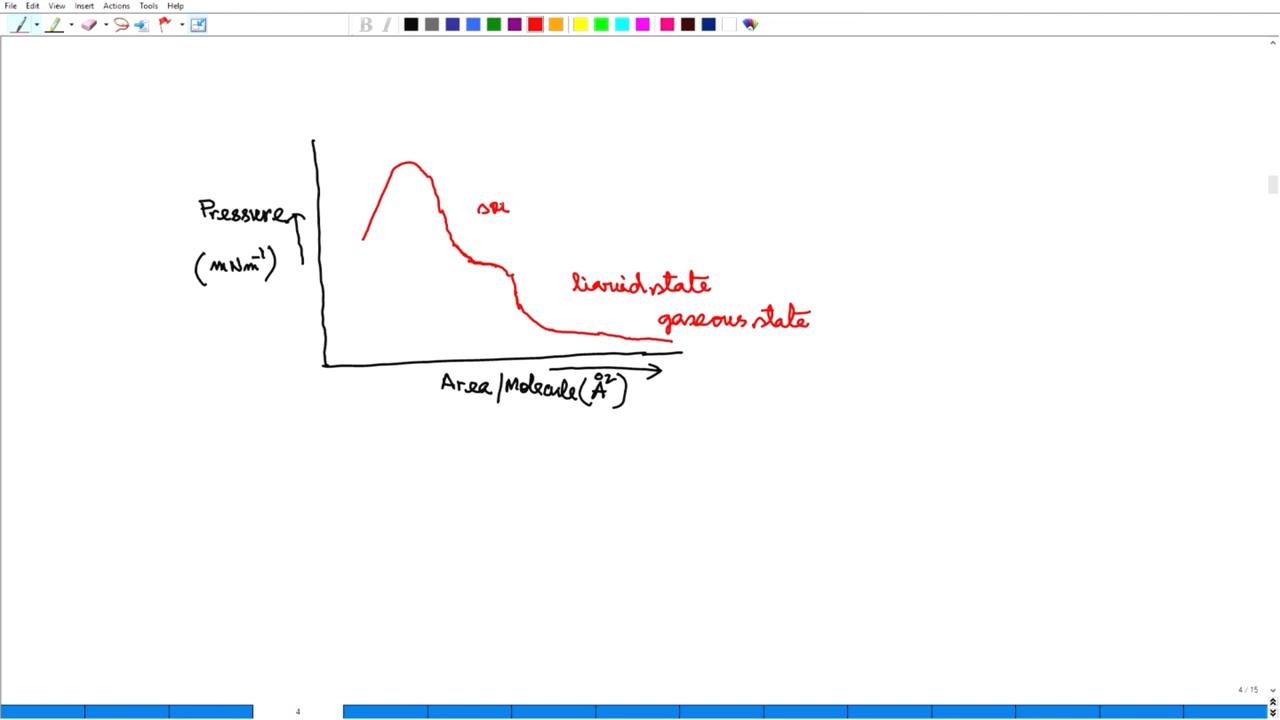 File Edit View Insert Actions Tools Help
B I
Pressure
(mNm⁻¹)
liquid state
gaseous state
Area/Molecule(Å²)
4 / 15
4